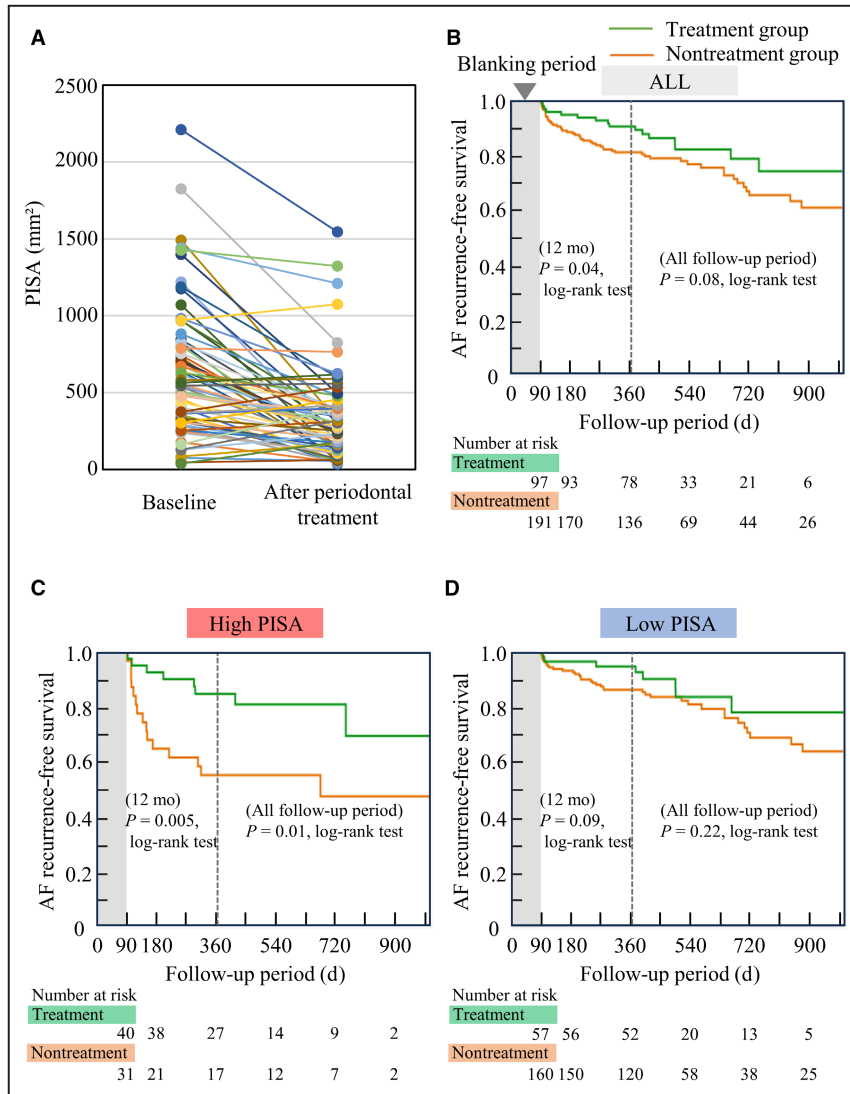 A
2500
2000
1500
1000
500
0
PISA (mm²)
Baseline
After periodontal
treatment
B
Treatment group
Nontreatment group
Blanking period
ALL
1.0
0.8
0.6
0.4
0.2
0
AF recurrence-free survival
(12 mo)
P = 0.04,
log-rank test
(All follow-up period)
P = 0.08, log-rank test
0 90 180 360 540 720 900
Follow-up period (d)
Number at risk
Treatment
97 93 78 33 21 6
Nontreatment
191 170 136 69 44 26
C
High PISA
1.0
0.8
0.6
0.4
0.2
0
AF recurrence-free survival
(12 mo)
P = 0.005,
log-rank test
(All follow-up period)
P = 0.01, log-rank test
0 90 180 360 540 720 900
Follow-up period (d)
Number at risk
Treatment
40 38 27 14 9 2
Nontreatment
31 21 17 12 7 2
D
Low PISA
1.0
0.8
0.6
0.4
0.2
0
AF recurrence-free survival
(12 mo)
P = 0.09,
log-rank test
(All follow-up period)
P = 0.22, log-rank test
0 90 180 360 540 720 900
Follow-up period (d)
Number at risk
Treatment
57 56 52 20 13 5
Nontreatment
160 150 120 58 38 25